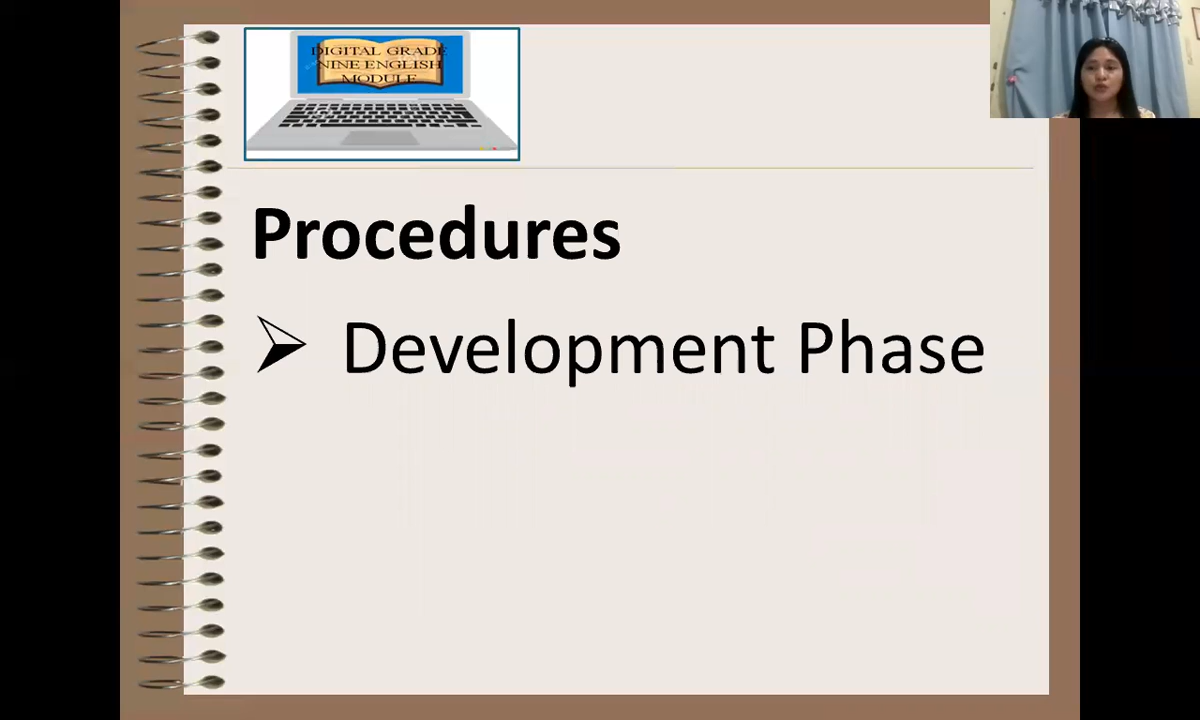 DIGITAL GRADE
NINE ENGLISH
MODULE
Procedures
Development Phase